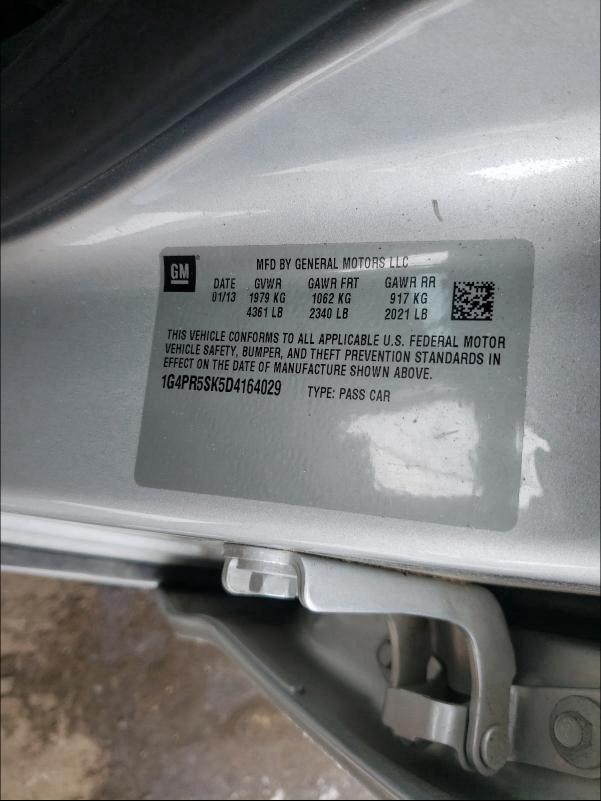 GM
MFD BY GENERAL MOTORS LLC
DATE GVWR GAWR FRT GAWR RR
01/13 1979 KG 1062 KG 917 KG
4361 LB 2340 LB 2021 LB
THIS VEHICLE CONFORMS TO ALL APPLICABLE U.S. FEDERAL MOTOR
VEHICLE SAFETY, BUMPER, AND THEFT PREVENTION STANDARDS IN
EFFECT ON THE DATE OF MANUFACTURE SHOWN ABOVE.
1G4PR5SK5D4164029 TYPE: PASS CAR